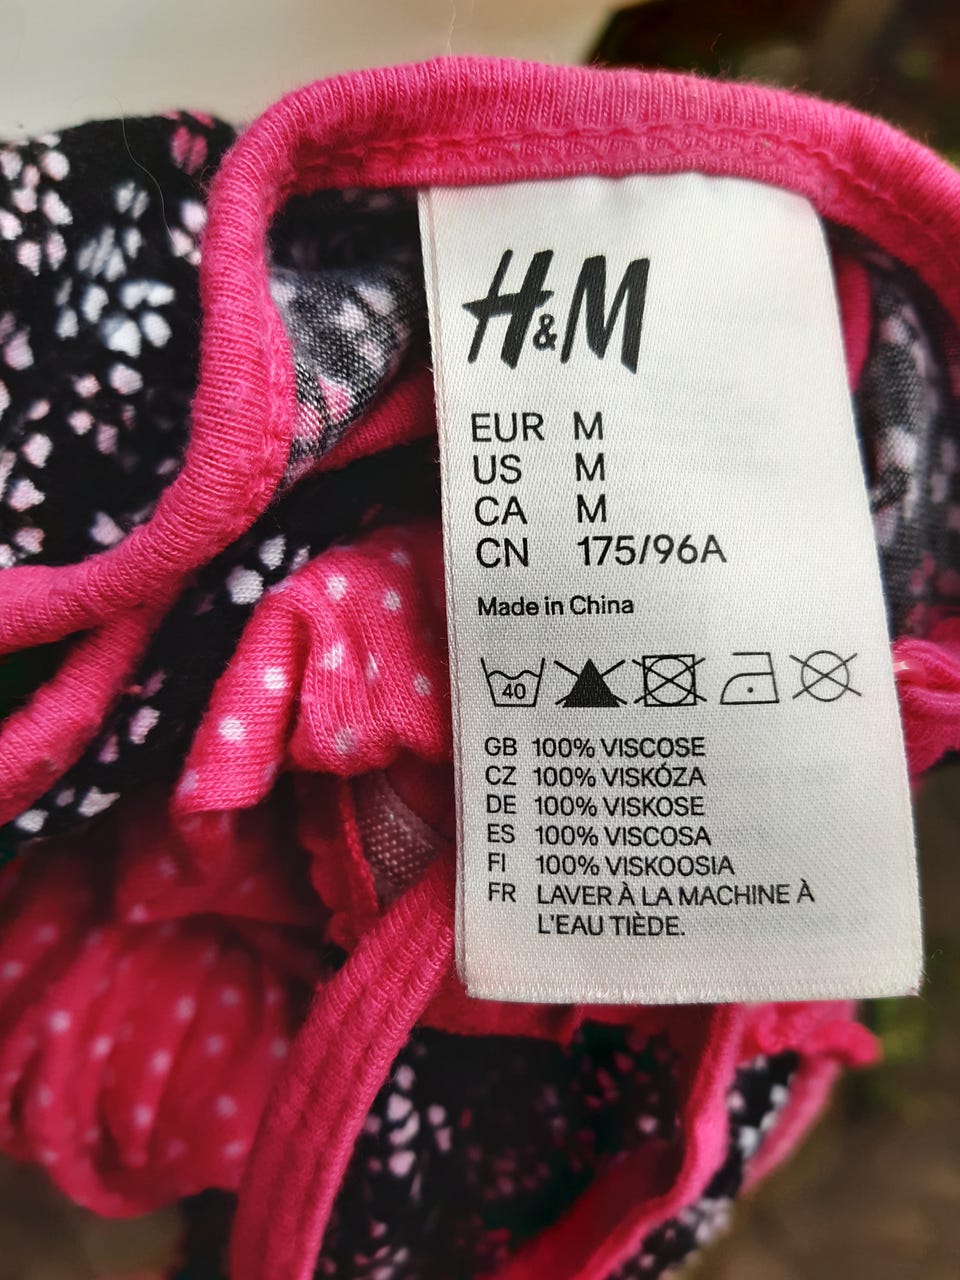 H&M
EUR M
US M
CA M
CN 175/96A
Made in China
40
GB 100% VISCOSE
CZ 100% VISKÓZA
DE 100% VISKOSE
ES 100% VISCOSA
FI 100% VISKOOSIA
FR LAVER À LA MACHINE À
L'EAU TIÈDE.